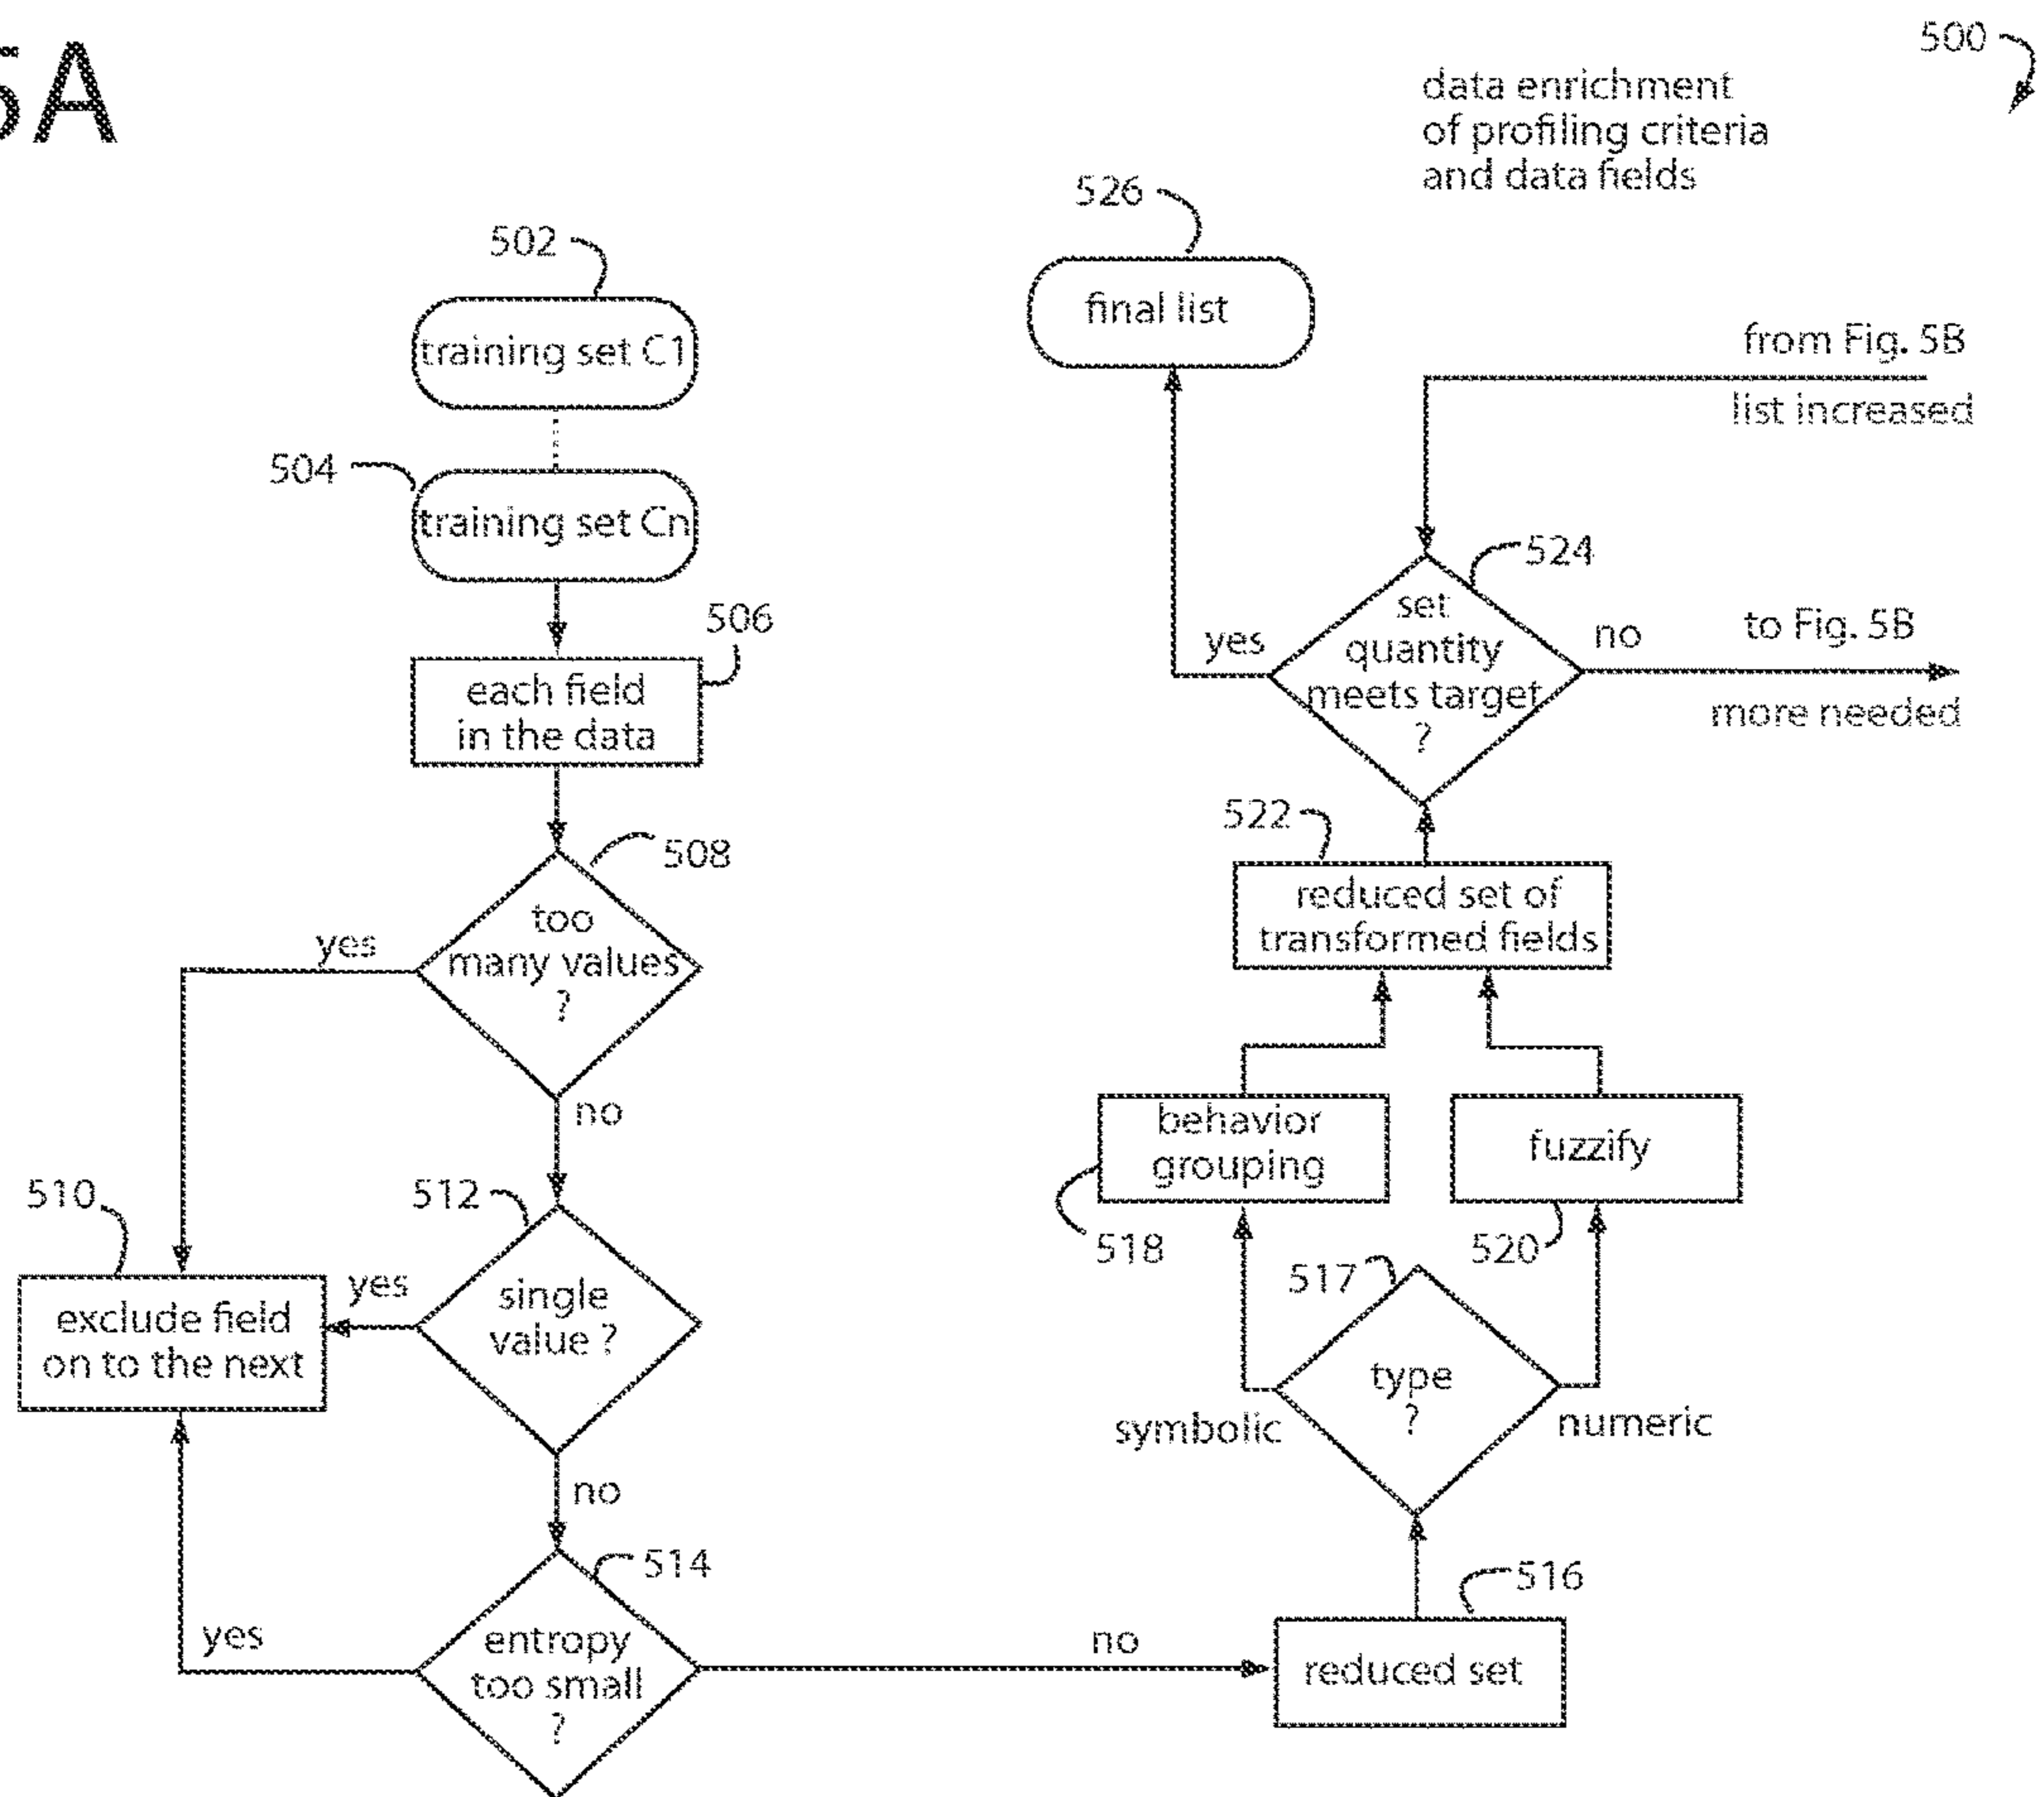 5A
500
data enrichment
of profiling criteria
and data fields
502
training set C1
504
training set Cn
506
each field
in the data
508
too
many values
?
yes
no
510
exclude field
on to the next
512
single
value ?
yes
no
514
entropy
too small
?
yes
no
516
reduced set
517
type
?
symbolic
numeric
518
behavior
grouping
520
fuzzify
522
reduced set of
transformed fields
524
set
quantity
meets target
?
yes
no
to Fig. 5B
more needed
from Fig. 5B
list increased
526
final list